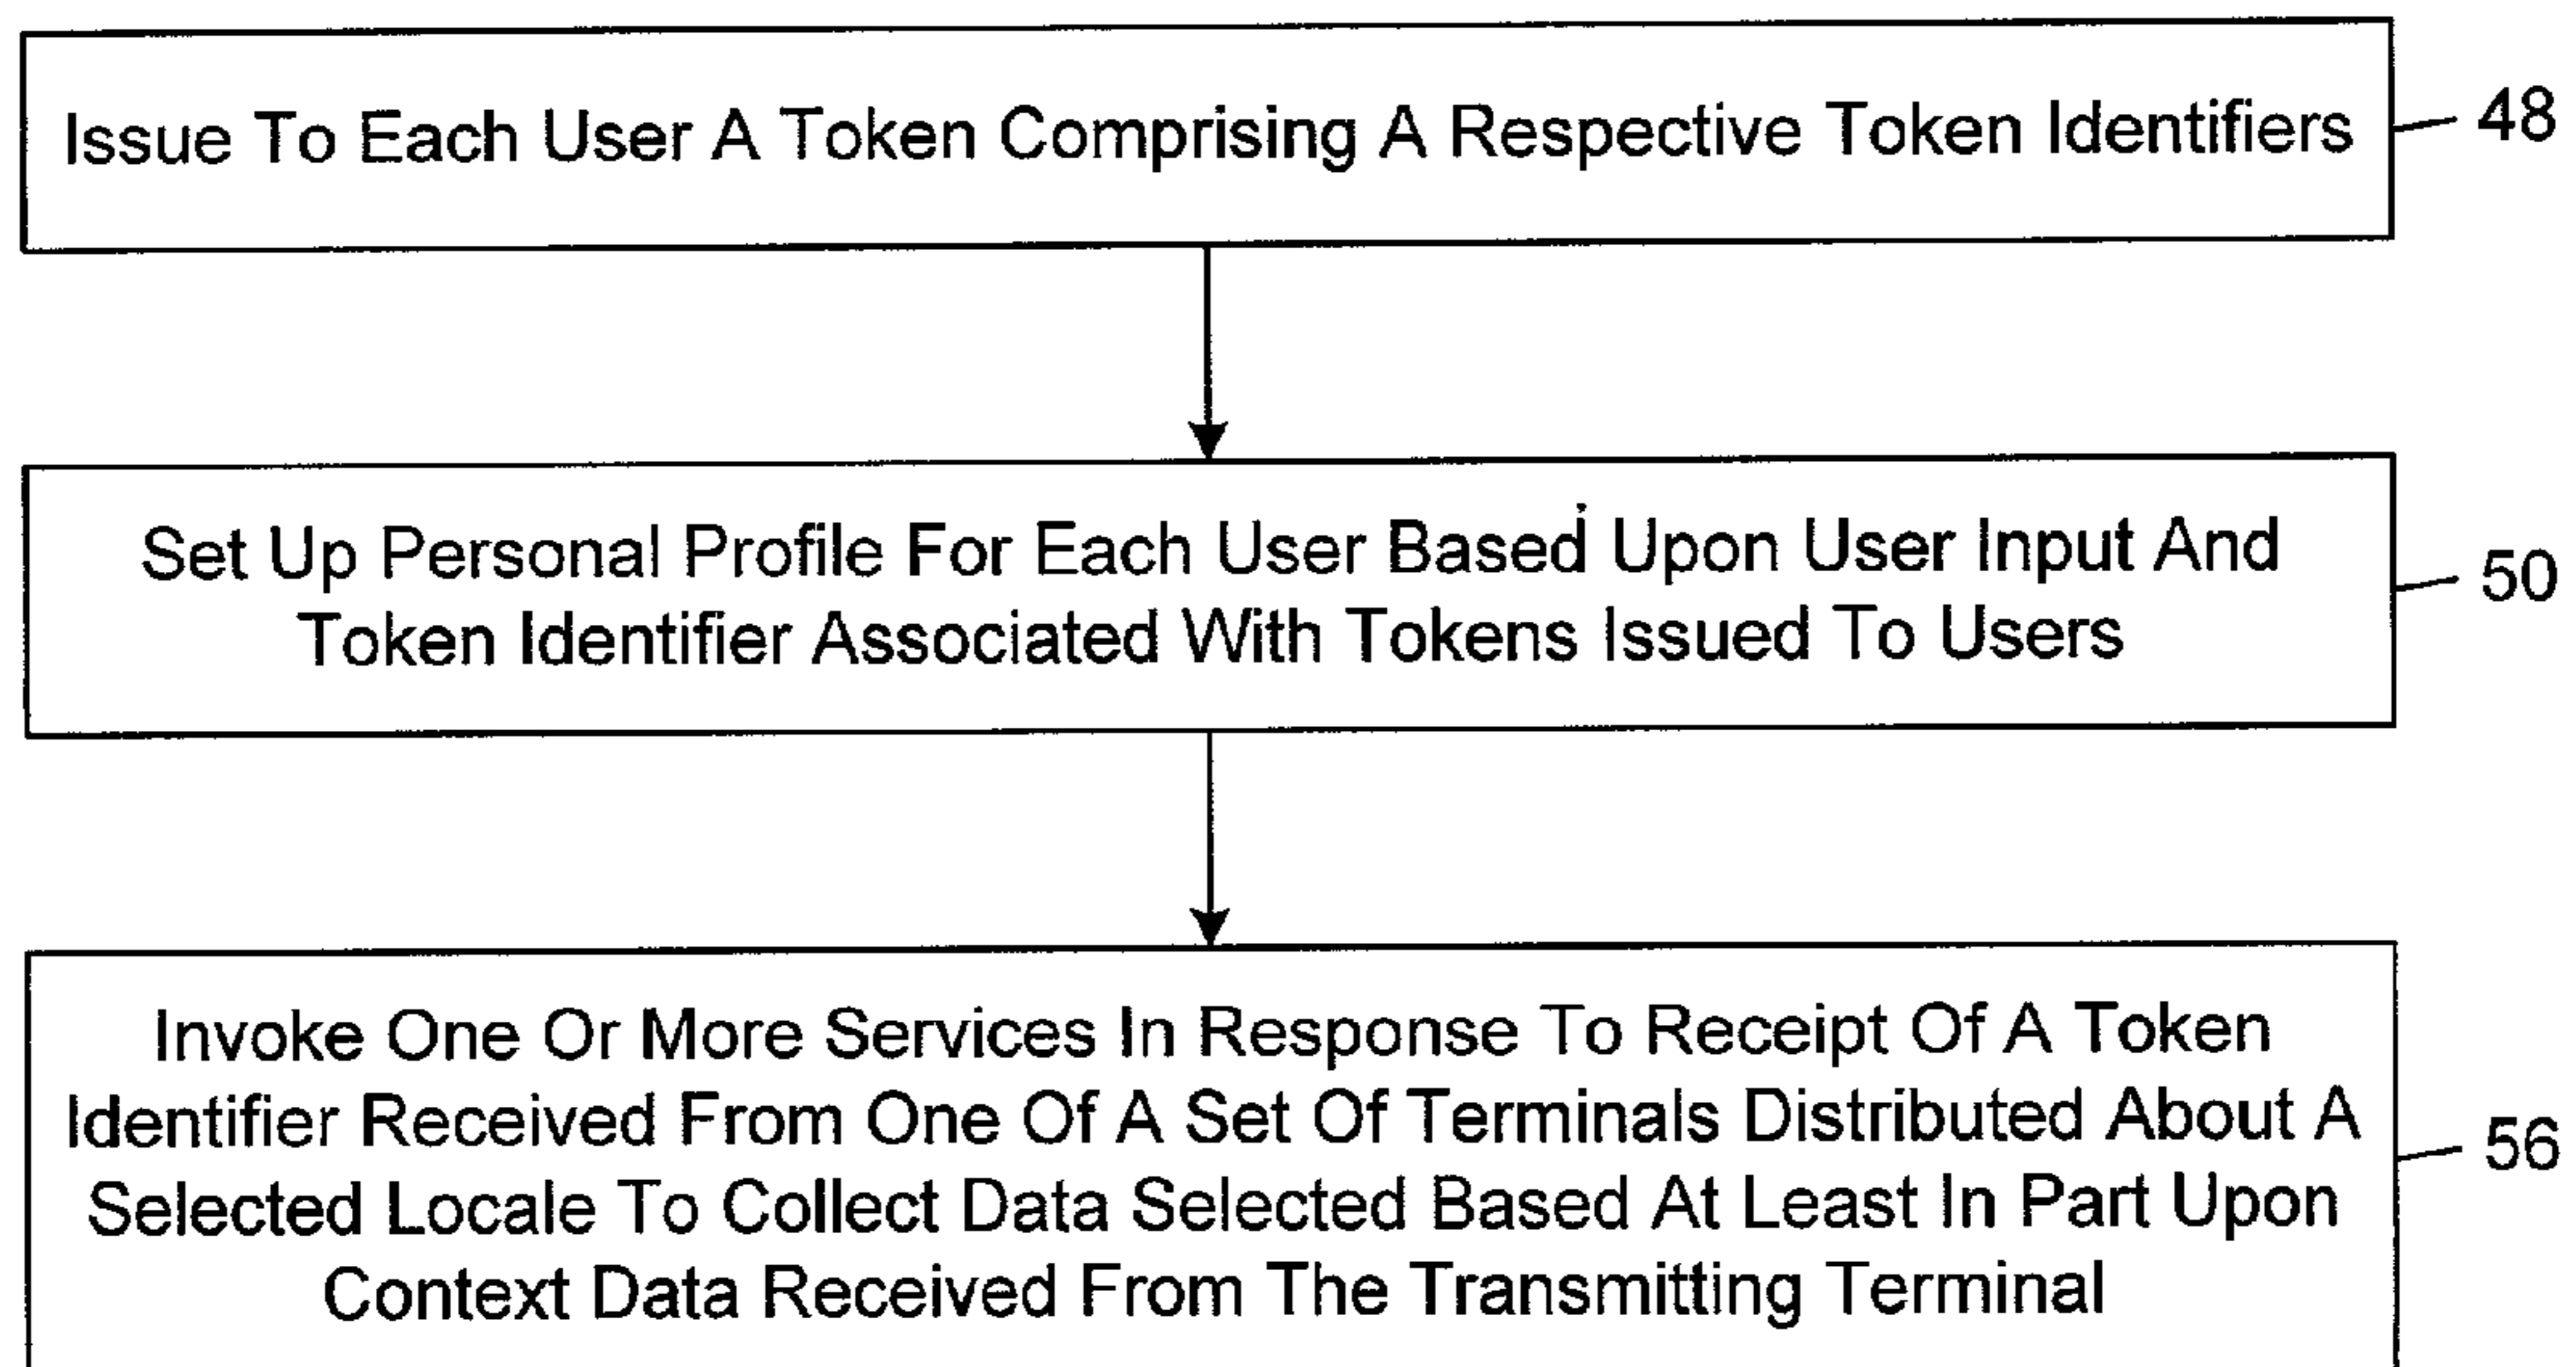 Issue To Each User A Token Comprising A Respective Token Identifiers
48
Set Up Personal Profile For Each User Based Upon User Input And
Token Identifier Associated With Tokens Issued To Users
50
Invoke One Or More Services In Response To Receipt Of A Token
Identifier Received From One Of A Set Of Terminals Distributed About A
Selected Locale To Collect Data Selected Based At Least In Part Upon
Context Data Received From The Transmitting Terminal
56